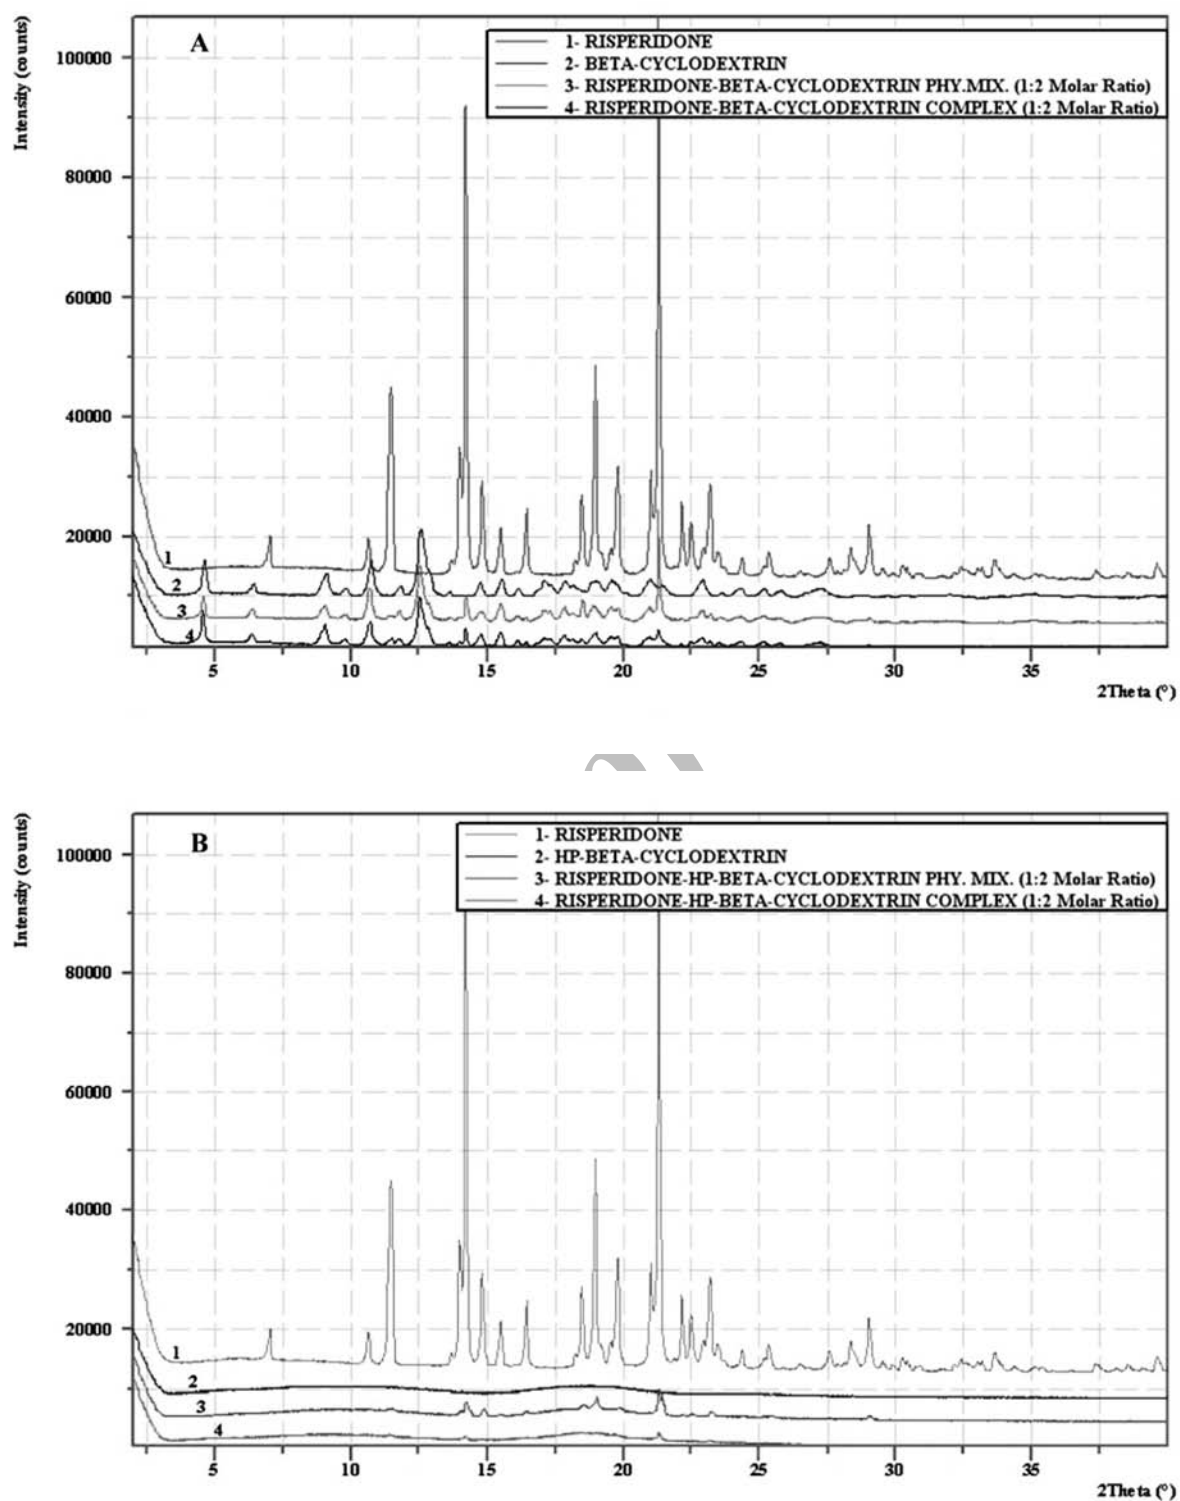 A
Intensity (counts)
1- RISPERIDONE
2- BETA-CYCLODEXTRIN
3- RISPERIDONE-BETA-CYCLODEXTRIN PHY.MIX. (1:2 Molar Ratio)
4- RISPERIDONE-BETA-CYCLODEXTRIN COMPLEX (1:2 Molar Ratio)
100000
80000
60000
40000
20000
1
2
3
4
5 10 15 20 25 30 35
2Theta (°)
B
Intensity (counts)
1- RISPERIDONE
2- HP-BETA-CYCLODEXTRIN
3- RISPERIDONE-HP-BETA-CYCLODEXTRIN PHY. MIX. (1:2 Molar Ratio)
4- RISPERIDONE-HP-BETA-CYCLODEXTRIN COMPLEX (1:2 Molar Ratio)
100000
80000
60000
40000
20000
1
2
3
4
5 10 15 20 25 30 35
2Theta (°)